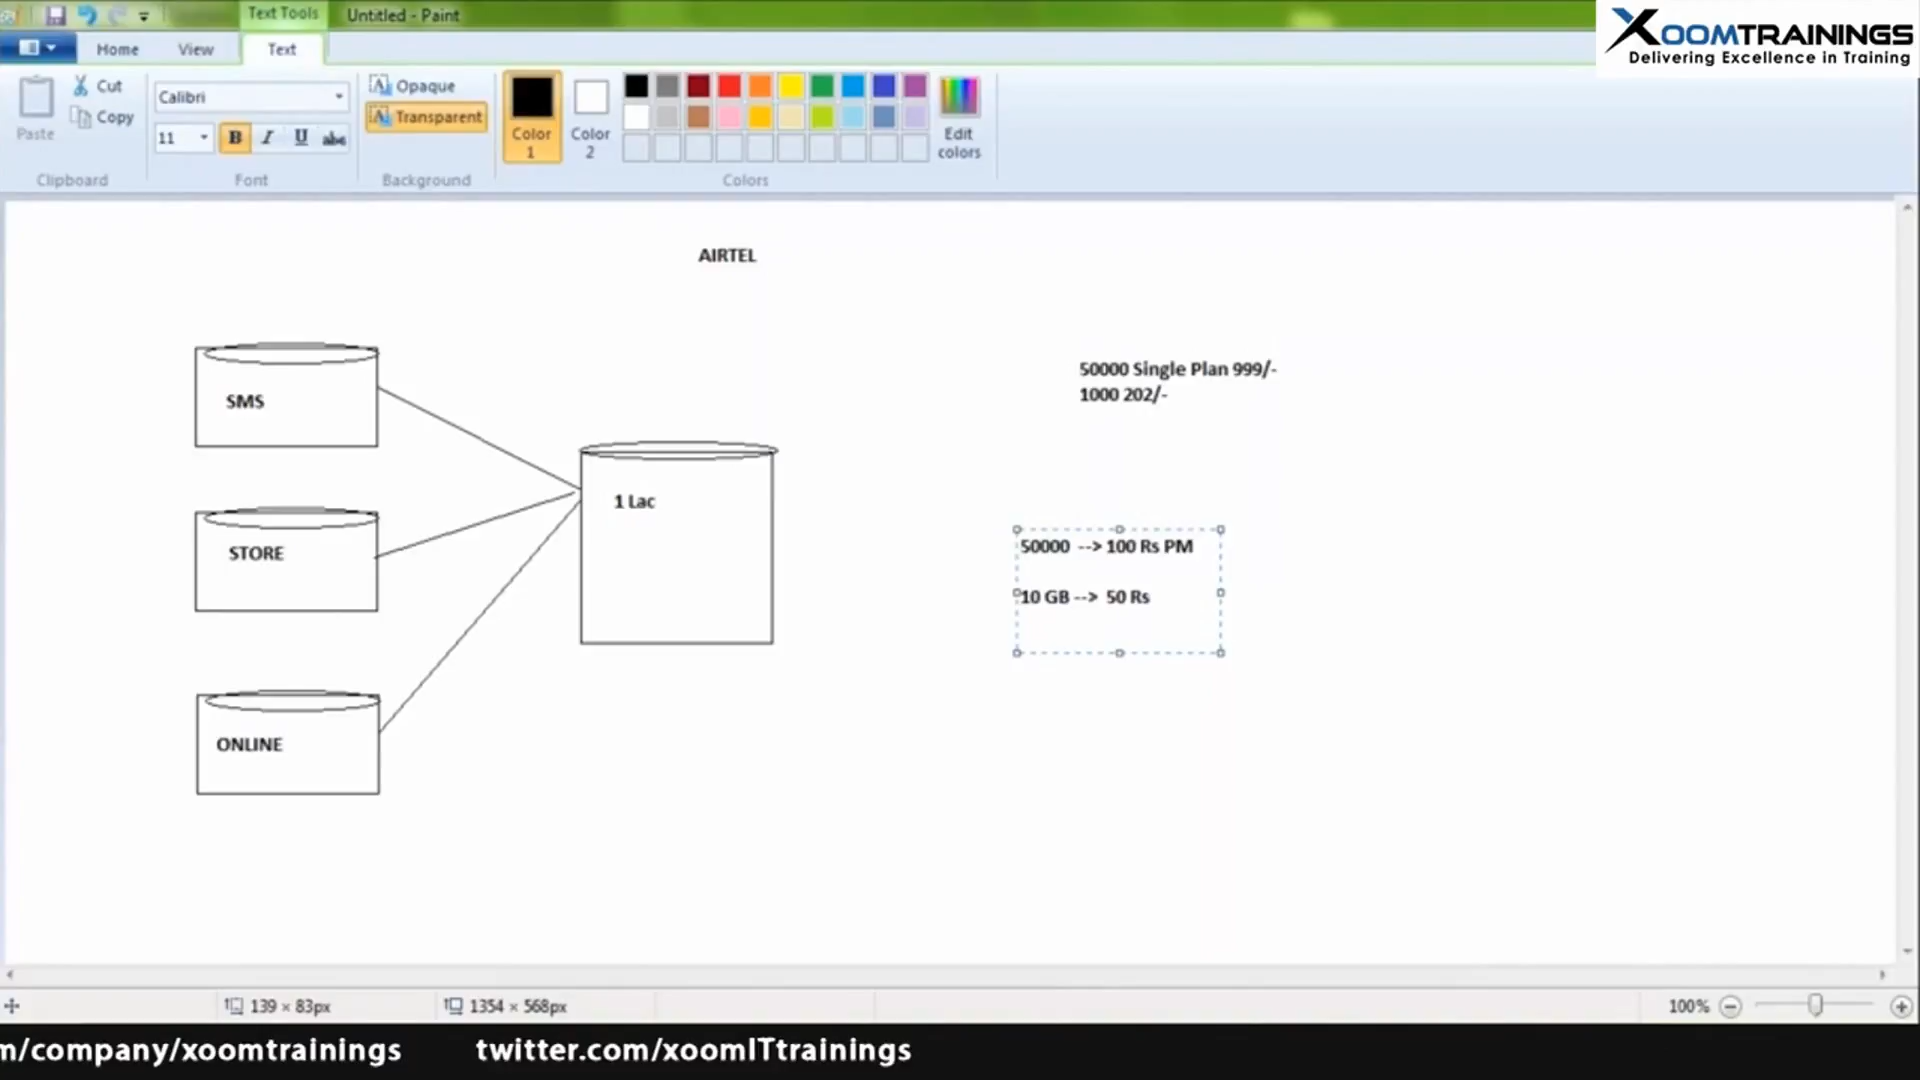 Text Tools
Untitled - Paint
XOOMTRAININGS
Delivering Excellence in Training
Home
View
Text
Paste
Cut
Copy
Clipboard
Calibri
11
B I U abc
Font
Opaque
Transparent
Background
Color
1
Color
2
Edit
colors
Colors
AIRTEL
SMS
STORE
ONLINE
1 Lac
50000 Single Plan 999/-
1000 202/-
50000 --> 100 Rs PM
10 GB --> 50 Rs
139 × 83px
1354 × 568px
100%
m/company/xoomtrainings
twitter.com/xoomITtrainings